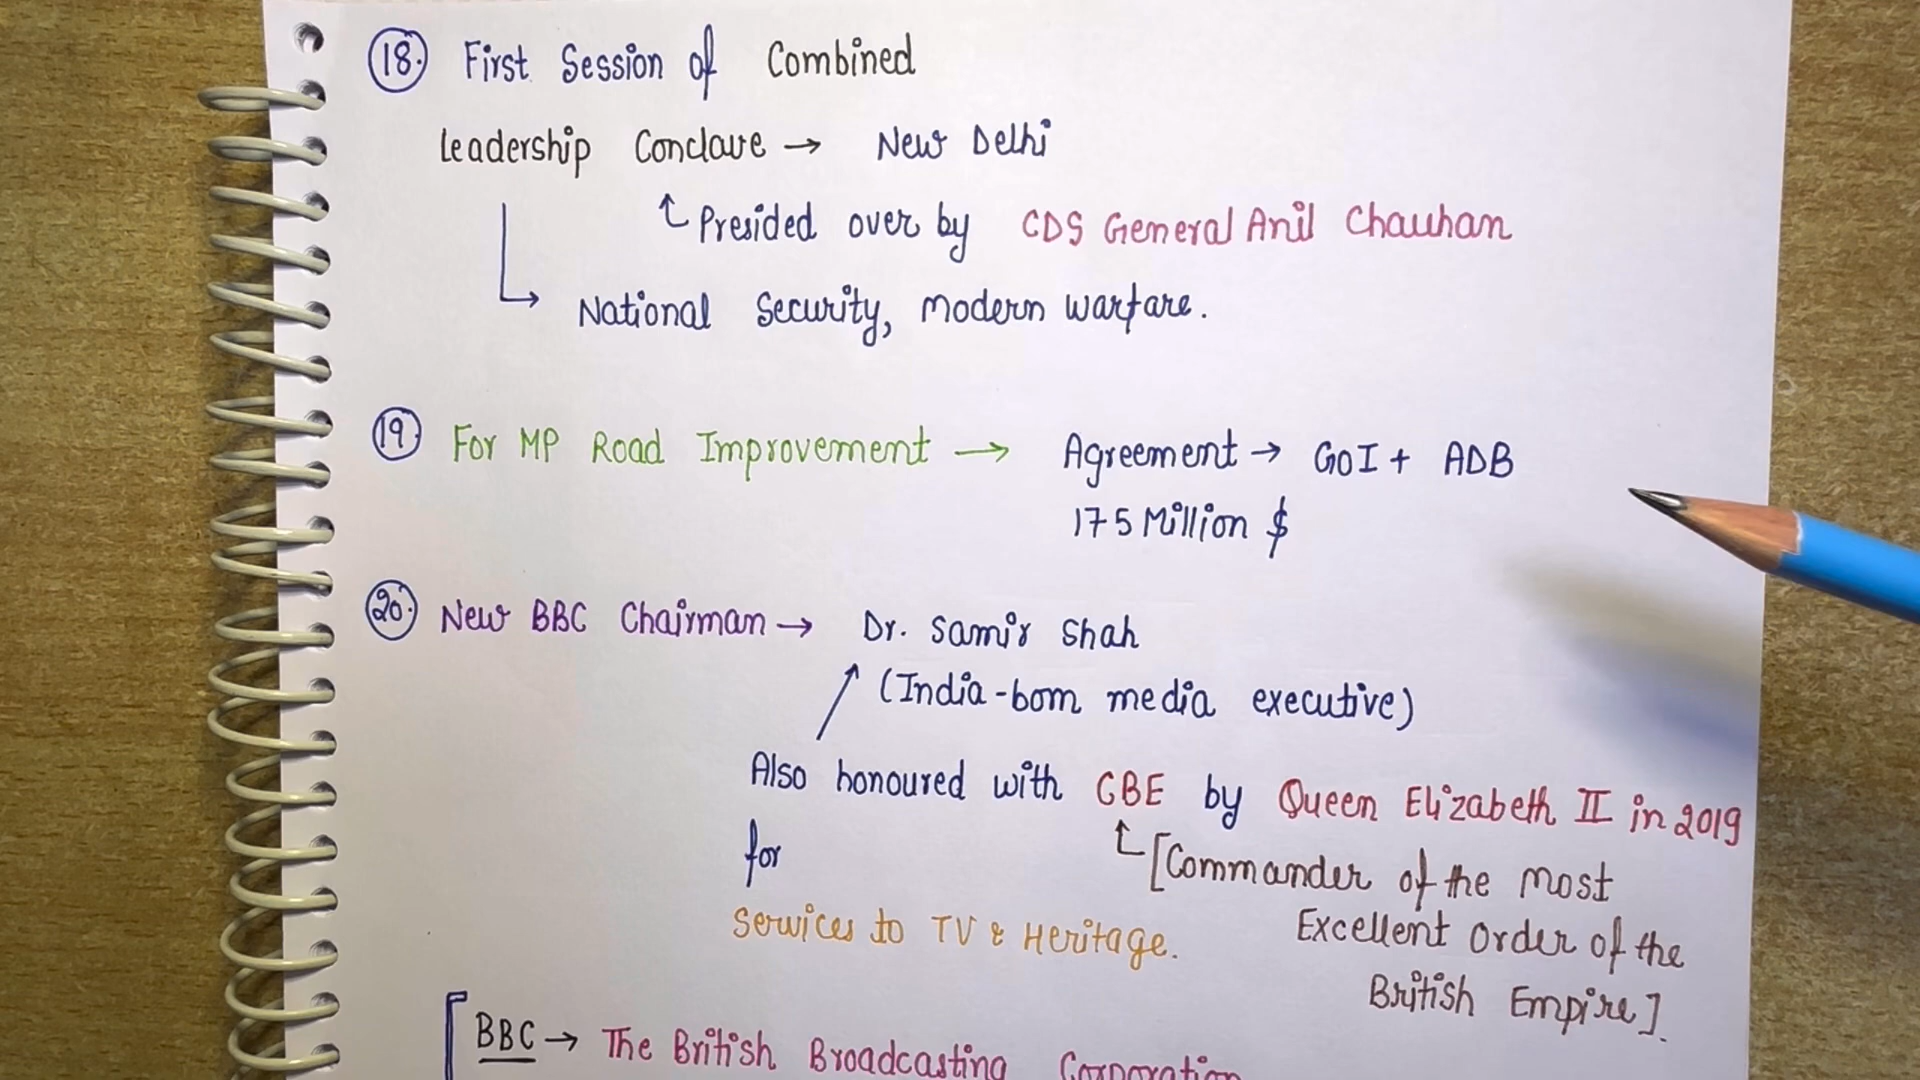 18. First Session of Combined
Leadership Conclave → New Delhi
Presided over by CDS General Anil Chauhan
National Security, Modern warfare.
19. For MP Road Improvement → Agreement → GOI + ADB
175 Million $
20. New BBC Chairman → Dr. Samir Shah
(India-born media executive)
Also honoured with CBE by Queen Elizabeth II in 2019
for
[Commander of the Most
Services to TV & Heritage.
Excellent Order of the
British Empire].
BBC → The British Broadcasting Corporation